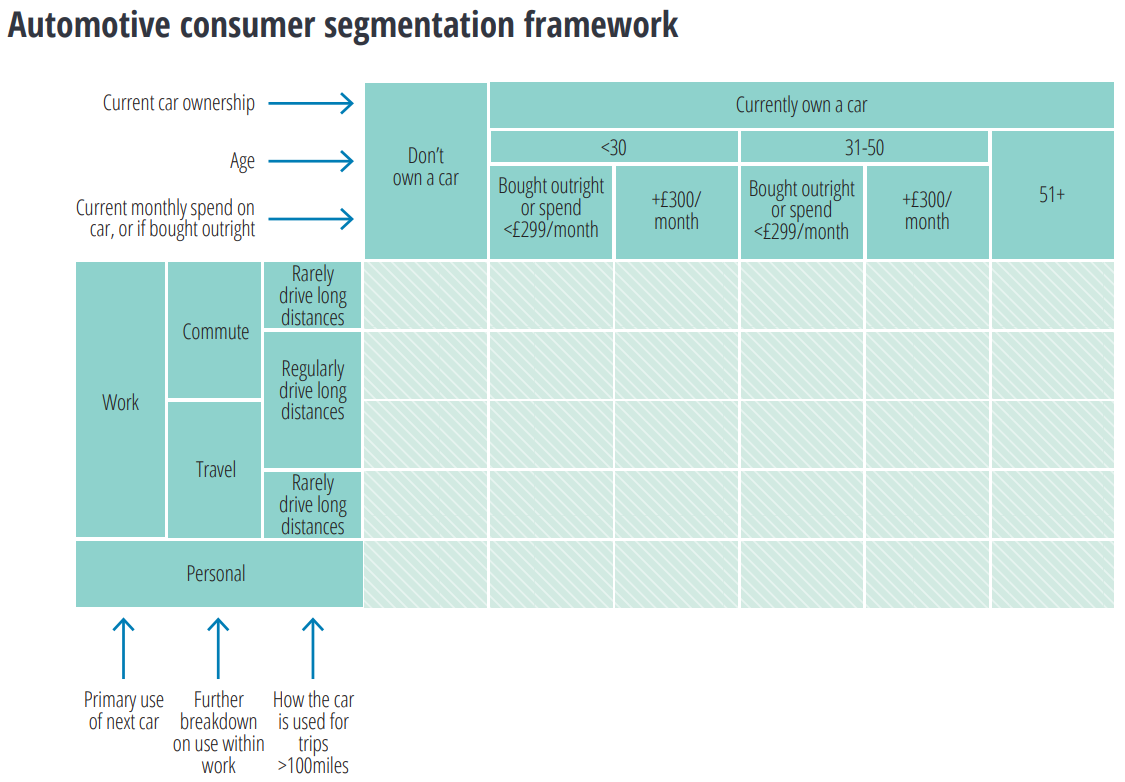 Automotive consumer segmentation framework
Current car ownership
Age
Current monthly spend on
car, or if bought outright
Don’t
own a car
Currently own a car
<30
31-50
51+
Bought outright
or spend
<£299/month
+£300/
month
Bought outright
or spend
<£299/month
+£300/
month
Work
Commute
Travel
Rarely
drive long
distances
Regularly
drive long
distances
Rarely
drive long
distances
Personal
Primary use
of next car
Further
breakdown
on use within
work
How the car
is used for
trips
>100miles